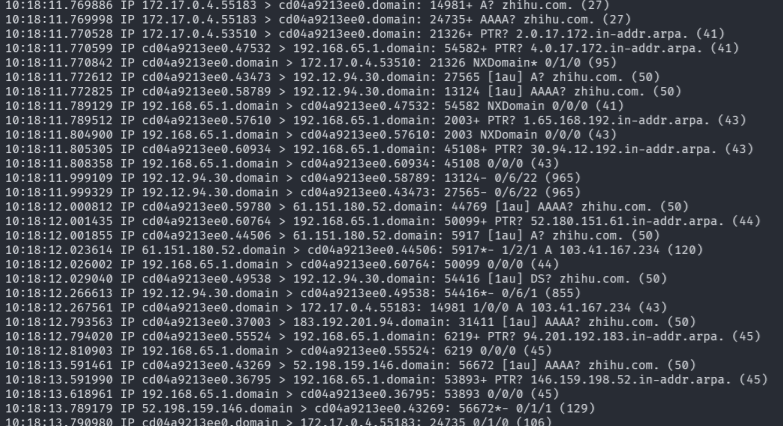 10:18:11.769886 IP 172.17.0.4.55183 > cd04a9213ee0.domain: 14981+ A? zhihu.com. (27)
10:18:11.769998 IP 172.17.0.4.55183 > cd04a9213ee0.domain: 24735+ AAAA? zhihu.com. (27)
10:18:11.770528 IP 172.17.0.4.53510 > cd04a9213ee0.domain: 21326+ PTR? 2.0.17.172.in-addr.arpa. (41)
10:18:11.770599 IP cd04a9213ee0.47532 > 192.168.65.1.domain: 54582+ PTR? 4.0.17.172.in-addr.arpa. (41)
10:18:11.770842 IP cd04a9213ee0.domain > 172.17.0.4.53510: 21326 NXDomain* 0/1/0 (95)
10:18:11.772612 IP cd04a9213ee0.43473 > 192.12.94.30.domain: 27565 [1au] A? zhihu.com. (50)
10:18:11.772825 IP cd04a9213ee0.58789 > 192.12.94.30.domain: 13124 [1au] AAAA? zhihu.com. (50)
10:18:11.789129 IP 192.168.65.1.domain > cd04a9213ee0.47532: 54582 NXDomain 0/0/0 (41)
10:18:11.789512 IP cd04a9213ee0.57610 > 192.168.65.1.domain: 2003+ PTR? 1.65.168.192.in-addr.arpa. (43)
10:18:11.804900 IP 192.168.65.1.domain > cd04a9213ee0.57610: 2003 NXDomain 0/0/0 (43)
10:18:11.805305 IP cd04a9213ee0.60934 > 192.168.65.1.domain: 45108+ PTR? 30.94.12.192.in-addr.arpa. (43)
10:18:11.808358 IP 192.168.65.1.domain > cd04a9213ee0.60934: 45108 0/0/0 (43)
10:18:11.999109 IP 192.12.94.30.domain > cd04a9213ee0.58789: 13124- 0/6/22 (965)
10:18:11.999329 IP 192.12.94.30.domain > cd04a9213ee0.43473: 27565- 0/6/22 (965)
10:18:12.000812 IP cd04a9213ee0.59780 > 61.151.180.52.domain: 44769 [1au] AAAA? zhihu.com. (50)
10:18:12.001435 IP cd04a9213ee0.60764 > 192.168.65.1.domain: 50099+ PTR? 52.180.151.61.in-addr.arpa. (44)
10:18:12.001855 IP cd04a9213ee0.44506 > 61.151.180.52.domain: 5917 [1au] A? zhihu.com. (50)
10:18:12.023614 IP 61.151.180.52.domain > cd04a9213ee0.44506: 5917*- 1/2/1 A 103.41.167.234 (120)
10:18:12.026002 IP 192.168.65.1.domain > cd04a9213ee0.60764: 50099 0/0/0 (44)
10:18:12.029040 IP cd04a9213ee0.49538 > 192.12.94.30.domain: 54416 [1au] DS? zhihu.com. (50)
10:18:12.266613 IP 192.12.94.30.domain > cd04a9213ee0.49538: 54416*- 0/6/1 (855)
10:18:12.267561 IP cd04a9213ee0.domain > 172.17.0.4.55183: 14981 1/0/0 A 103.41.167.234 (43)
10:18:12.793563 IP cd04a9213ee0.37003 > 183.192.201.94.domain: 31411 [1au] AAAA? zhihu.com. (50)
10:18:12.794020 IP cd04a9213ee0.55524 > 192.168.65.1.domain: 6219+ PTR? 94.201.192.183.in-addr.arpa. (45)
10:18:12.810903 IP 192.168.65.1.domain > cd04a9213ee0.55524: 6219 0/0/0 (45)
10:18:13.591461 IP cd04a9213ee0.43269 > 52.198.159.146.domain: 56672 [1au] AAAA? zhihu.com. (50)
10:18:13.591990 IP cd04a9213ee0.36795 > 192.168.65.1.domain: 53893+ PTR? 146.159.198.52.in-addr.arpa. (45)
10:18:13.618961 IP 192.168.65.1.domain > cd04a9213ee0.36795: 53893 0/0/0 (45)
10:18:13.789179 IP 52.198.159.146.domain > cd04a9213ee0.43269: 56672*- 0/1/1 (129)
10:18:13.790980 IP cd04a9213ee0.domain > 172.17.0.4.55183: 24735 0/1/0 (106)